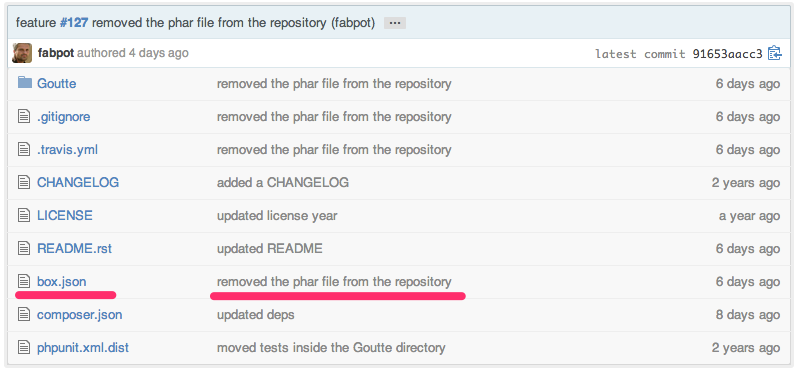 feature #127 removed the phar file from the repository (fabpot) ...
fabpot authored 4 days ago latest commit 91653aacc3
Goutte removed the phar file from the repository 6 days ago
.gitignore removed the phar file from the repository 6 days ago
.travis.yml removed the phar file from the repository 6 days ago
CHANGELOG added a CHANGELOG 2 years ago
LICENSE updated license year a year ago
README.rst updated README 6 days ago
box.json removed the phar file from the repository 6 days ago
composer.json updated deps 8 days ago
phpunit.xml.dist moved tests inside the Goutte directory 2 years ago